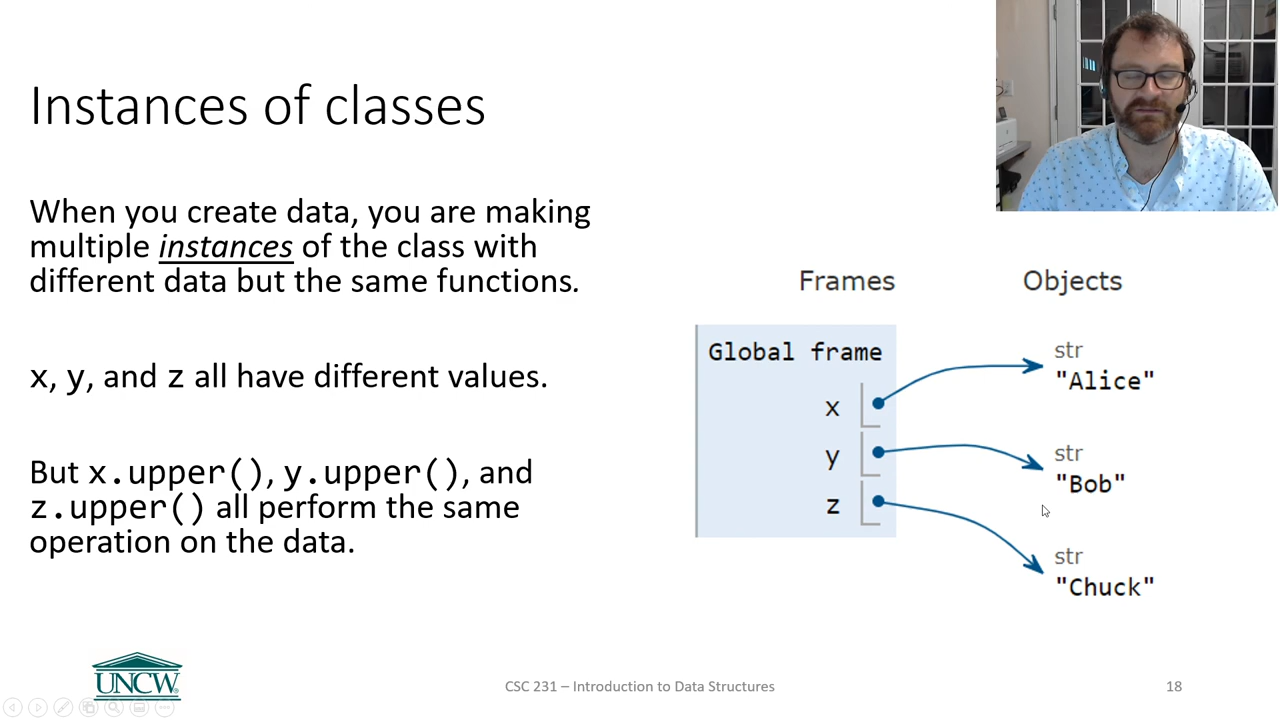 Instances of classes
When you create data, you are making
multiple instances of the class with
different data but the same functions.
x, y, and z all have different values.
But x.upper(), y.upper(), and
z.upper() all perform the same
operation on the data.
Frames
Objects
Global frame
x
y
z
str
"Alice"
str
"Bob"
str
"Chuck"
UNCW
CSC 231 – Introduction to Data Structures
18